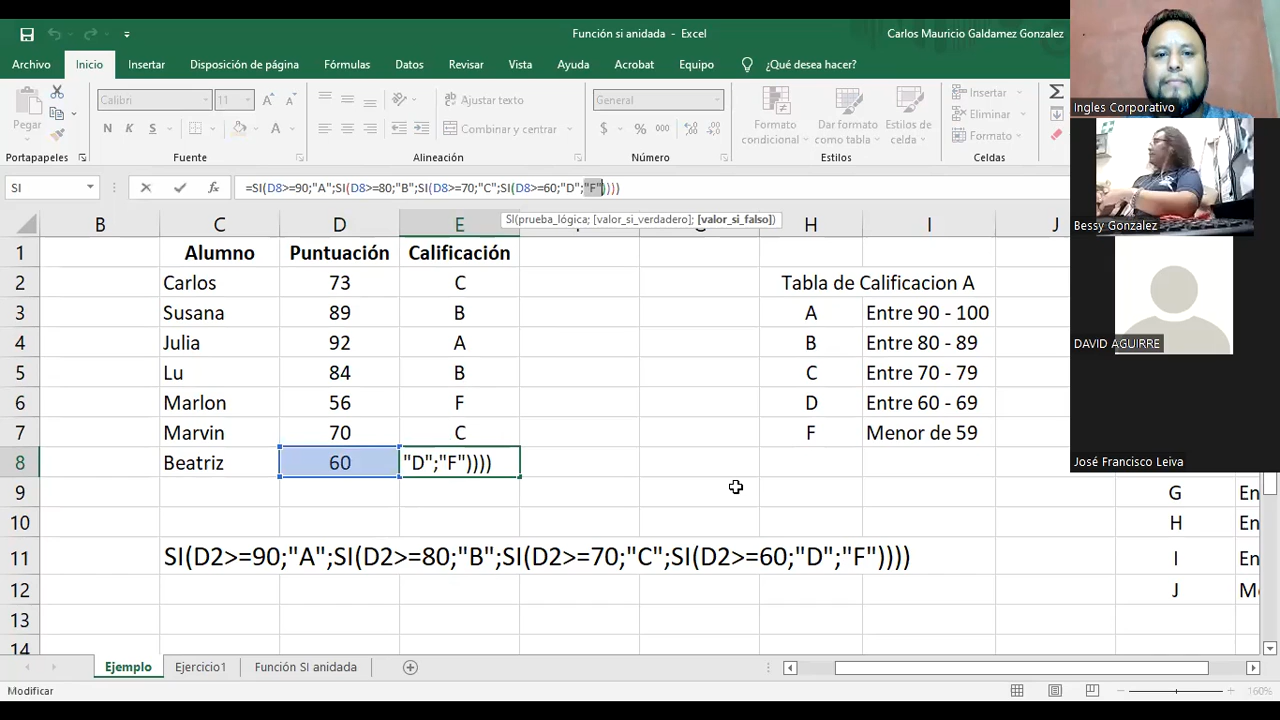 Función si anidada - Excel
Carlos Mauricio Galdamez Gonzalez
Archivo Inicio Insertar Disposición de página Fórmulas Datos Revisar Vista Ayuda Acrobat Equipo ¿Qué desea hacer?
Calibri 11 Ajustar texto General Insertar
Pegar N K S Combinar y centrar $ % 000 Formato condicional Dar formato como tabla Estilos de celda Eliminar
Formato
Portapapeles Fuente Alineación Número Estilos Celdas
SI =SI(D8>=90;"A";SI(D8>=80;"B";SI(D8>=70;"C";SI(D8>=60;"D";"F"))))
SI(prueba_lógica; [valor_si_verdadero]; [valor_si_falso])
B C D E H I J
1 Alumno Puntuación Calificación
2 Carlos 73 C Tabla de Calificacion A
3 Susana 89 B A Entre 90 - 100
4 Julia 92 A B Entre 80 - 89
5 Lu 84 B C Entre 70 - 79
6 Marlon 56 F D Entre 60 - 69
7 Marvin 70 C F Menor de 59
8 Beatriz 60 "D";"F"))))
9 G En
10 H En
11 SI(D2>=90;"A";SI(D2>=80;"B";SI(D2>=70;"C";SI(D2>=60;"D";"F")))) I En
12 J
13
14
Ejemplo Ejercicio1 Función SI anidada
Modificar 160%
Ingles Corporativo
Bessy Gonzalez
DAVID AGUIRRE
José Francisco Leiva